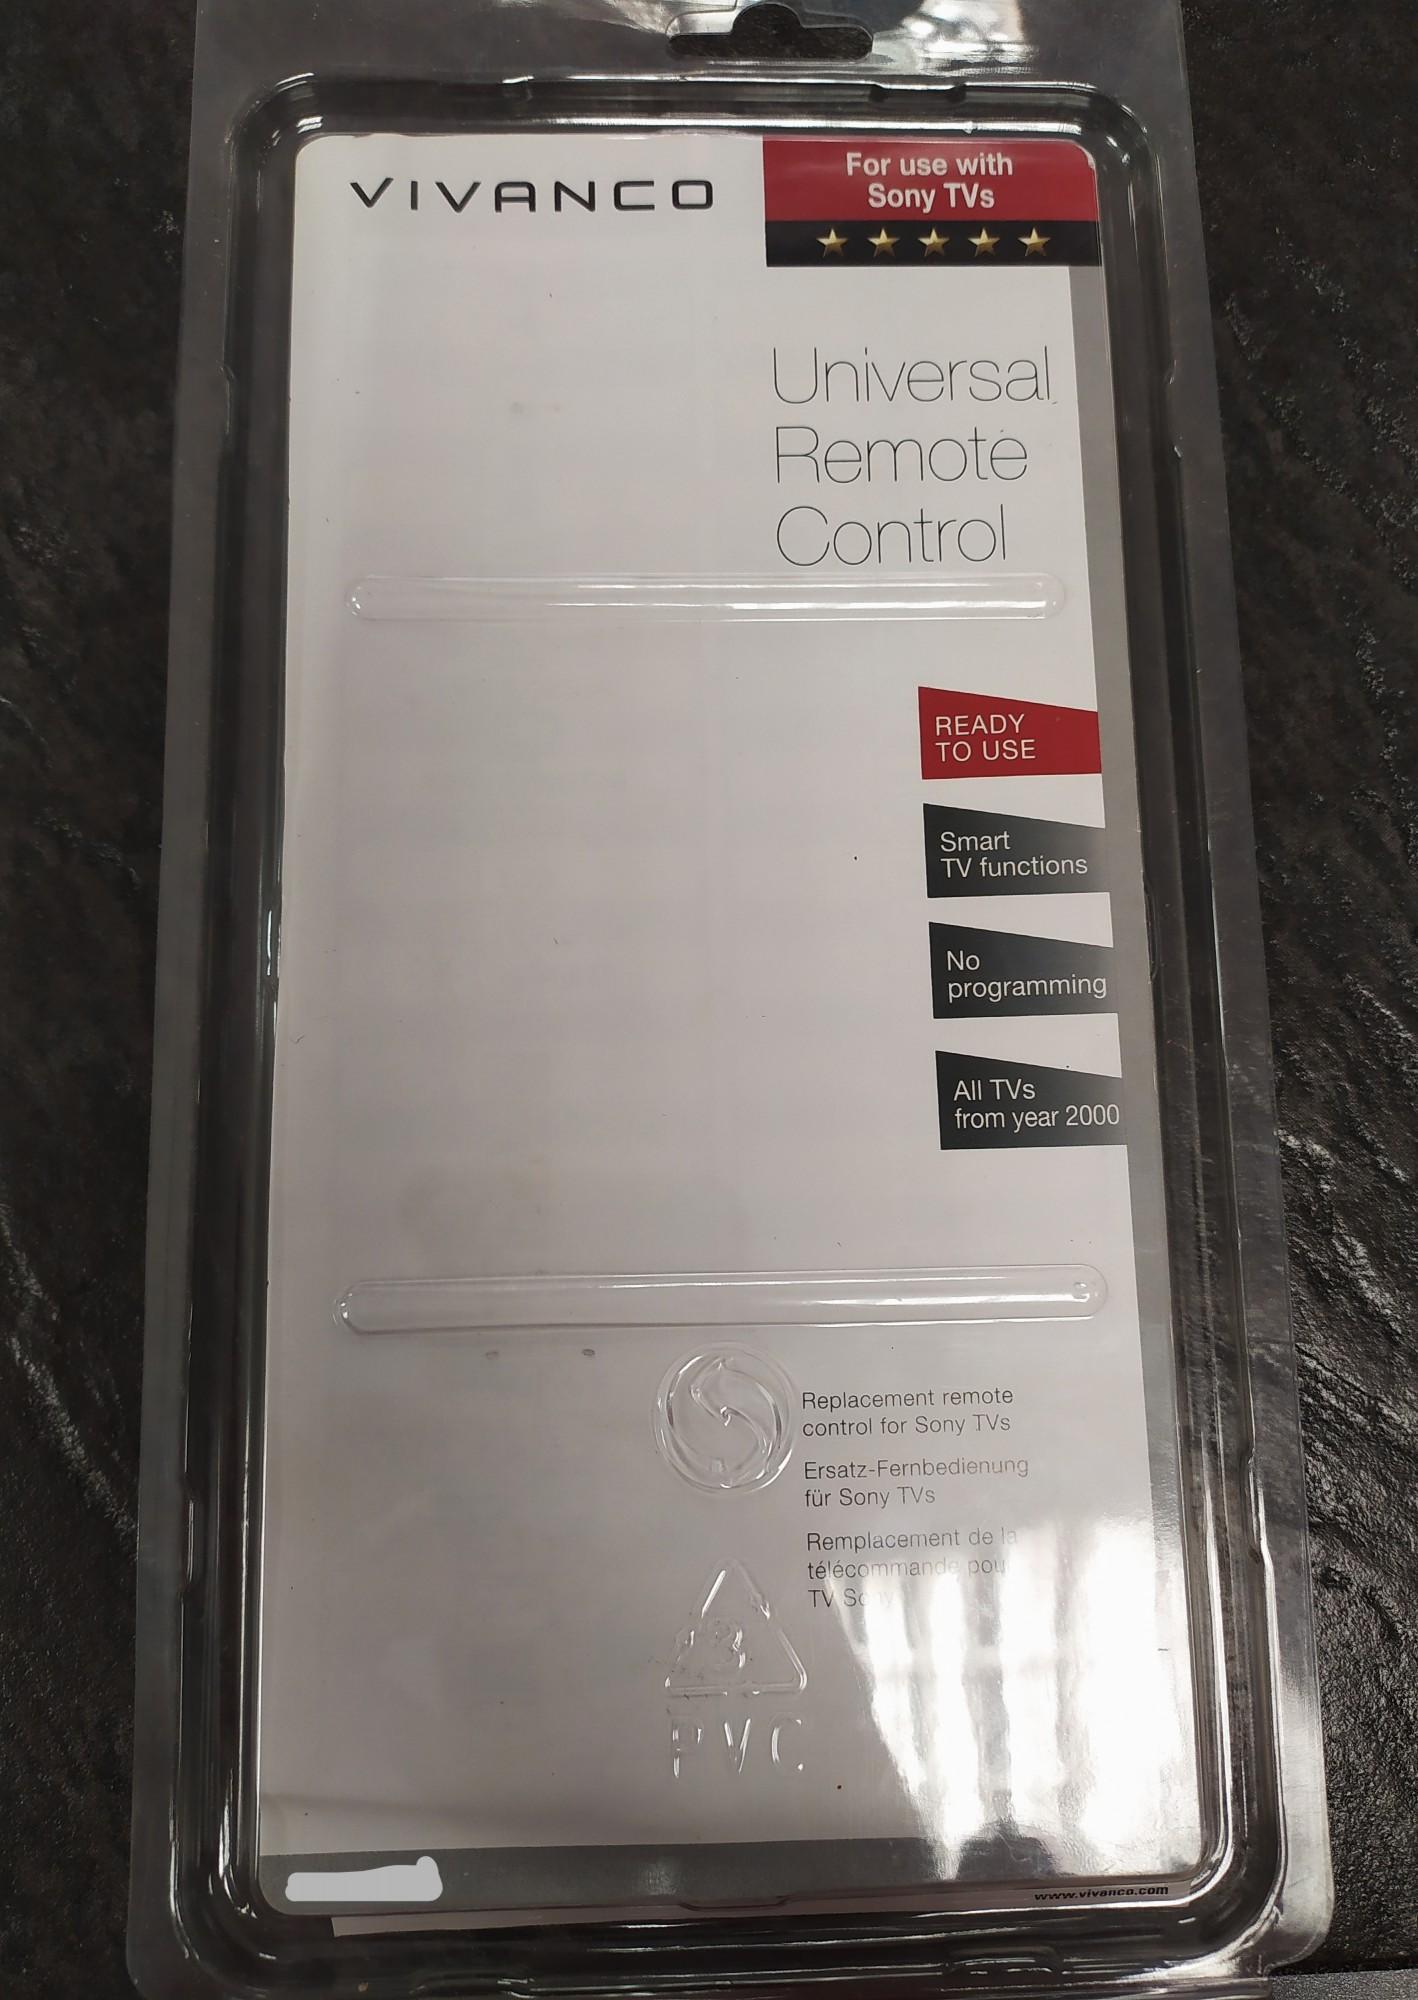 VIVANCO
For use with
Sony TVs
Universal
Remote
Control
READY
TO USE
Smart
TV functions
No
programming
All TVs
from year 2000
Replacement remote
control for Sony TVs
Ersatz-Fernbedienung
für Sony TVs
Remplacement de la
télécommande pour
TV Sony
3
PVC
www.vivanco.com